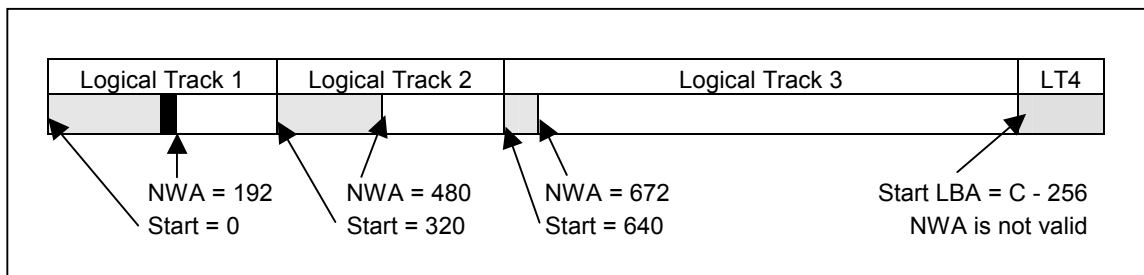 Logical Track 1 Logical Track 2 Logical Track 3 LT4
NWA = 192 NWA = 480 NWA = 672 Start LBA = C - 256
Start = 0 Start = 320 Start = 640 NWA is not valid